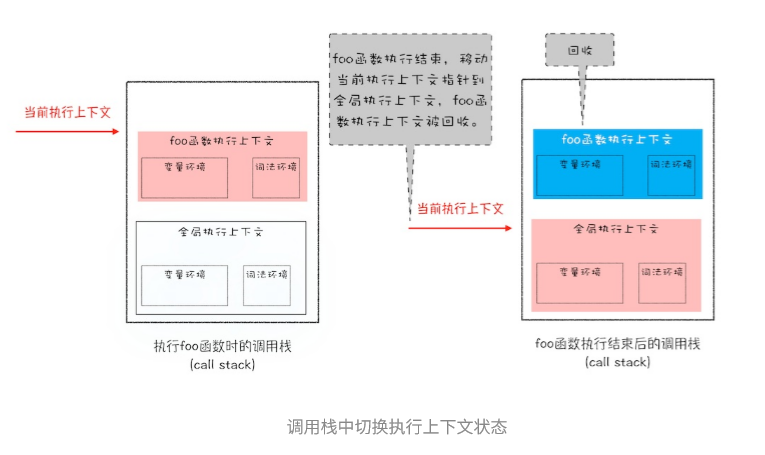 当前执行上下文
foo函数执行上下文
变量环境
词法环境
全局执行上下文
变量环境
词法环境
执行foo函数时的调用栈
(call stack)
foo函数执行结束，移动
当前执行上下文指针到
全局执行上下文，foo函
数执行上下文被回收。
当前执行上下文
回收
foo函数执行上下文
变量环境
词法环境
全局执行上下文
变量环境
词法环境
foo函数执行结束后的调用栈
(call stack)
调用栈中切换执行上下文状态